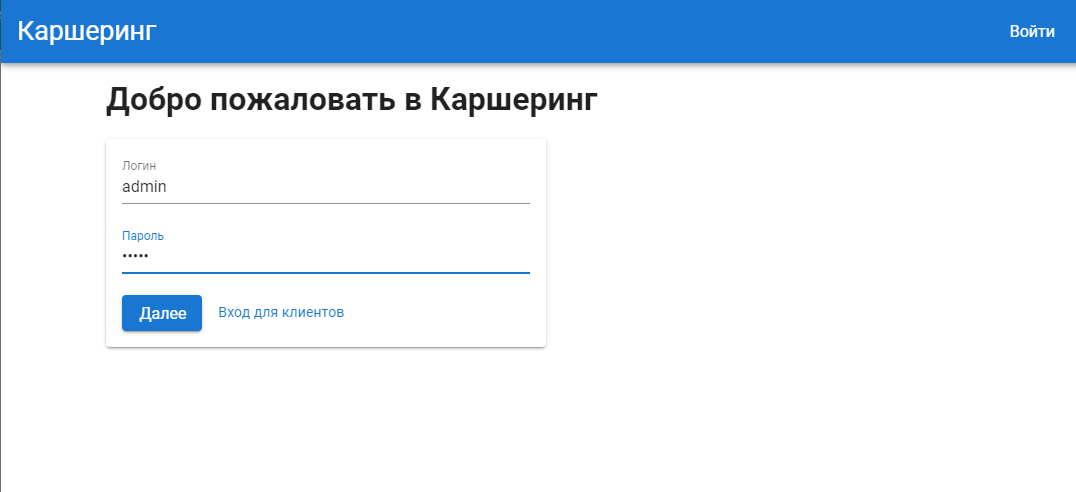 Каршеринг
Войти
Добро пожаловать в Каршеринг
Логин
admin
Пароль
•••••
Далее
Вход для клиентов